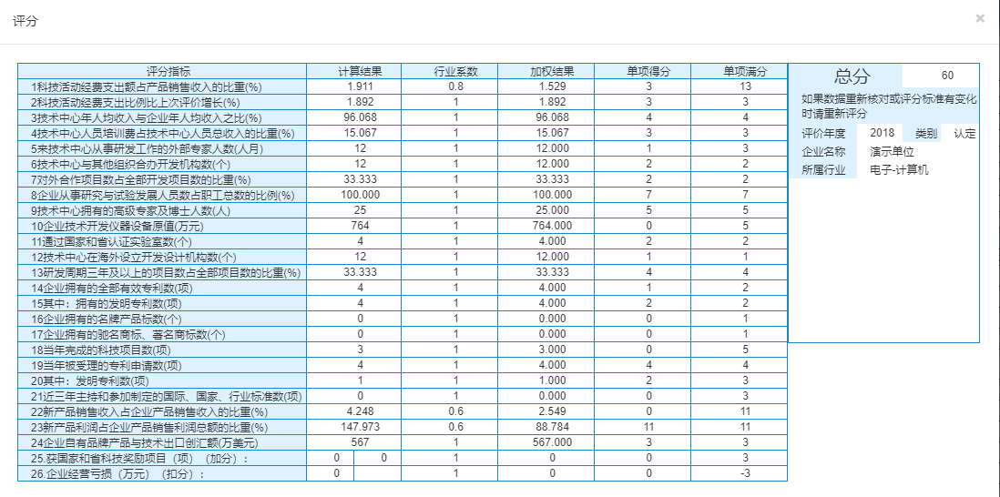 评分
×
评分指标 计算结果 行业系数 加权结果 单项得分 单项满分
1科技活动经费支出额占产品销售收入的比重(%) 1.911 0.8 1.529 3 13
2科技活动经费支出比例比上次评价增长(%) 1.892 1 1.892 3 3
3技术中心年人均收入与企业年人均收入之比(%) 96.068 1 96.068 4 4
4技术中心人员培训费占技术中心人员总收入的比重(%) 15.067 1 15.067 3 3
5来技术中心从事研发工作的外部专家人数(人月) 12 1 12.000 1 3
6技术中心与其他组织合办开发机构数(个) 12 1 12.000 2 2
7对外合作项目数占全部开发项目数的比重(%) 33.333 1 33.333 2 2
8企业从事研究与试验发展人员数占职工总数的比例(%) 100.000 1 100.000 7 7
9技术中心拥有的高级专家及博士人数(人) 25 1 25.000 5 5
10企业技术开发仪器设备原值(万元) 764 1 764.000 0 5
11通过国家和省认证实验室数(个) 4 1 4.000 2 2
12技术中心在海外设立开发设计机构数(个) 12 1 12.000 1 1
13研发周期三年及以上的项目数占全部项目数的比重(%) 33.333 1 33.333 4 4
14企业拥有的全部有效专利数(项) 4 1 4.000 1 2
15其中：拥有的发明专利数(项) 4 1 4.000 2 2
16企业拥有的名牌产品标数(个) 0 1 0.000 0 1
17企业拥有的驰名商标、著名商标数(个) 0 1 0.000 0 1
18当年完成的科技项目数(项) 3 1 3.000 0 5
19当年被受理的专利申请数(项) 4 1 4.000 4 4
20其中：发明专利数(项) 1 1 1.000 2 3
21近三年主持和参加制定的国际、国家、行业标准数(项) 0 1 0.000 0 3
22新产品销售收入占企业产品销售收入的比重(%) 4.248 0.6 2.549 0 11
23新产品利润占企业产品销售利润总额的比重(%) 147.973 0.6 88.784 11 11
24企业自有品牌产品与技术出口创汇额(万美元) 567 1 567.000 3 3
25.获国家和省科技奖励项目（项）（加分）： 0 0 1 0 0 3
26.企业经营亏损（万元）（扣分）： 0 1 0 0 -3
总分 60
如果数据重新核对或评分标准有变化
时请重新评分
评价年度 2018 类别 认定
企业名称 演示单位
所属行业 电子-计算机